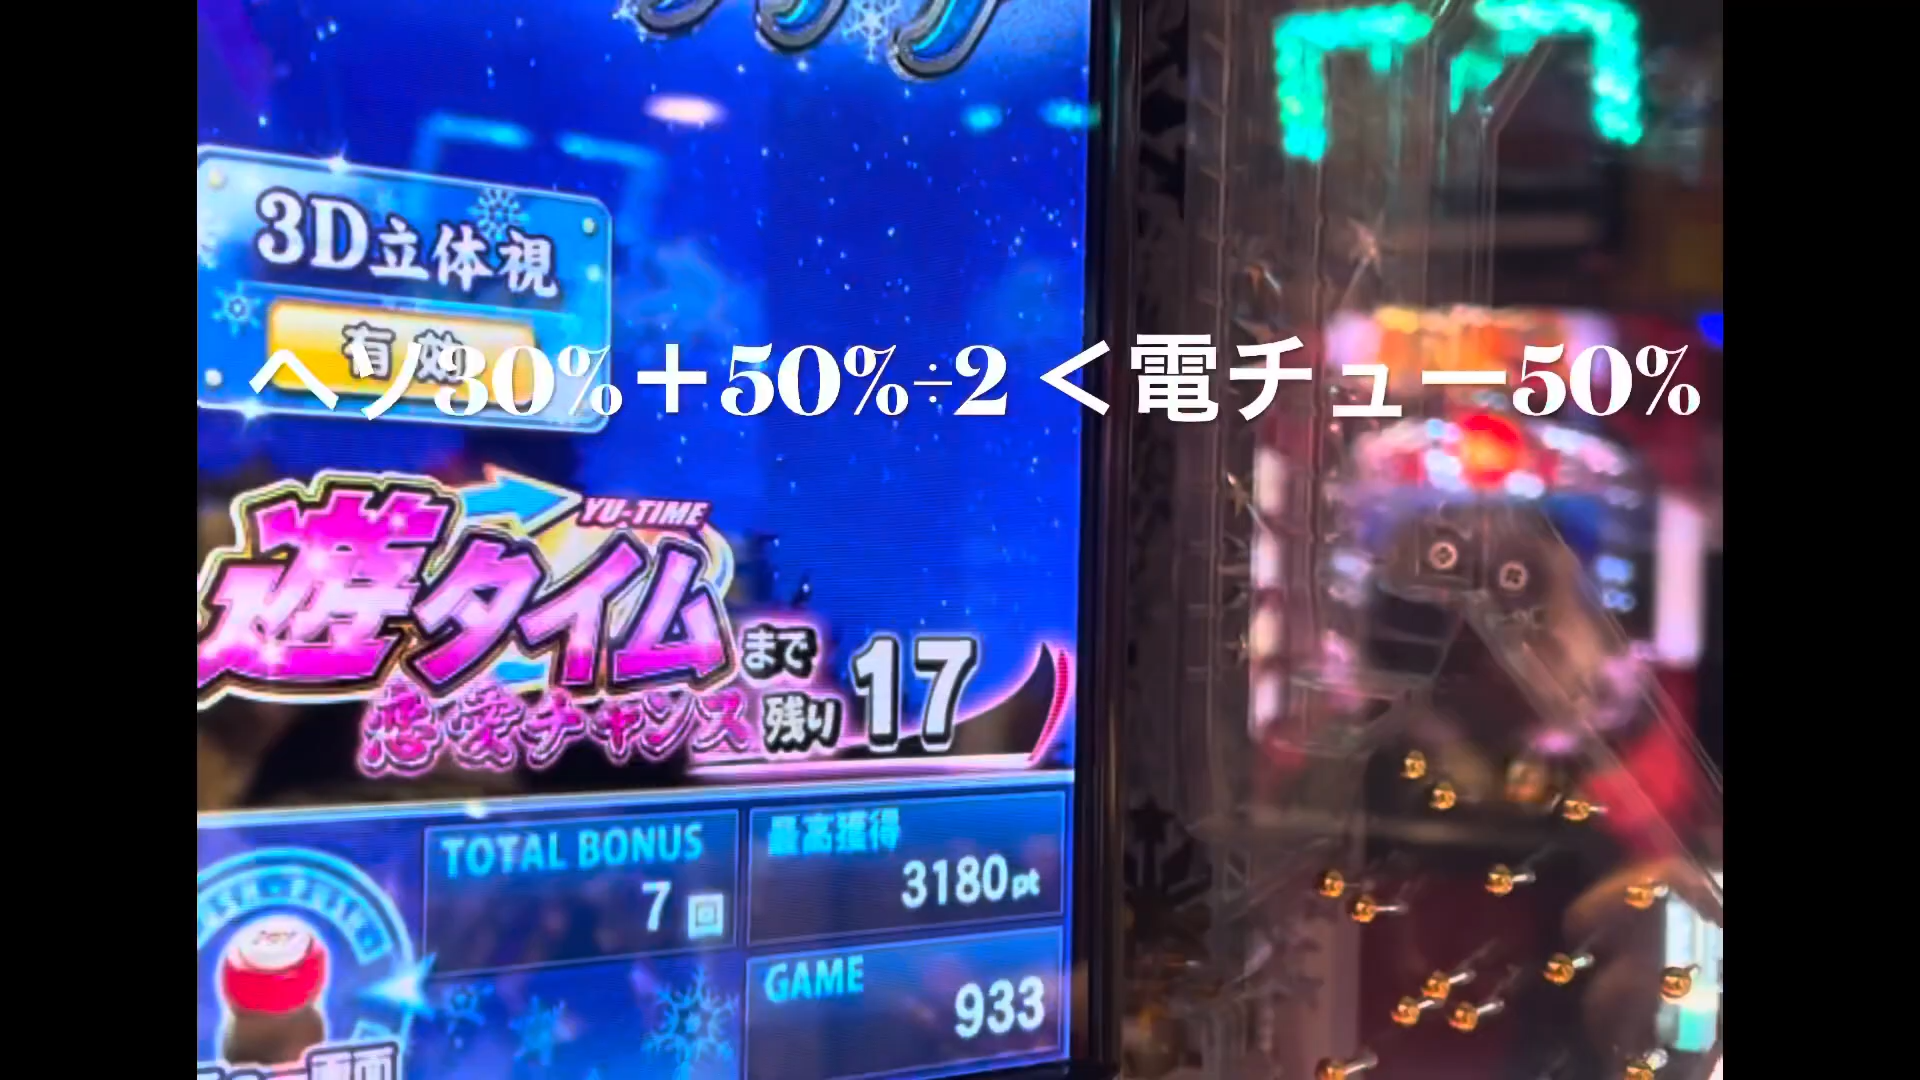 3D立体視
有効
ヘソ30%＋50%÷2＜電チュー50%
YU-TIME
遊タイムまで
恋愛チャンス残り17
TOTAL BONUS
7回
最高獲得
3180pt
GAME
933